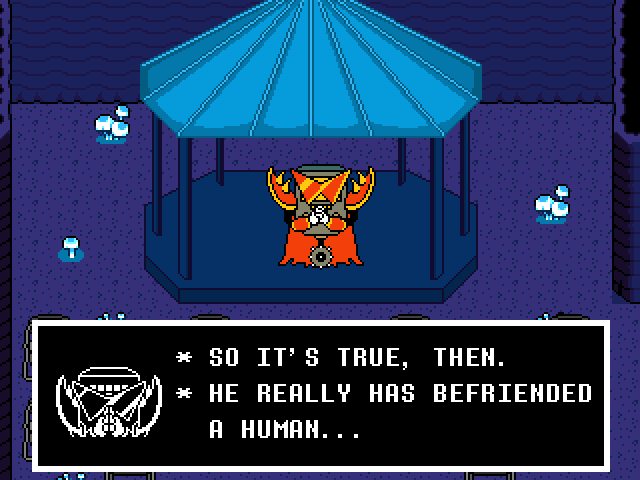 * SO IT'S TRUE, THEN.
* HE REALLY HAS BEFRIENDED
A HUMAN...